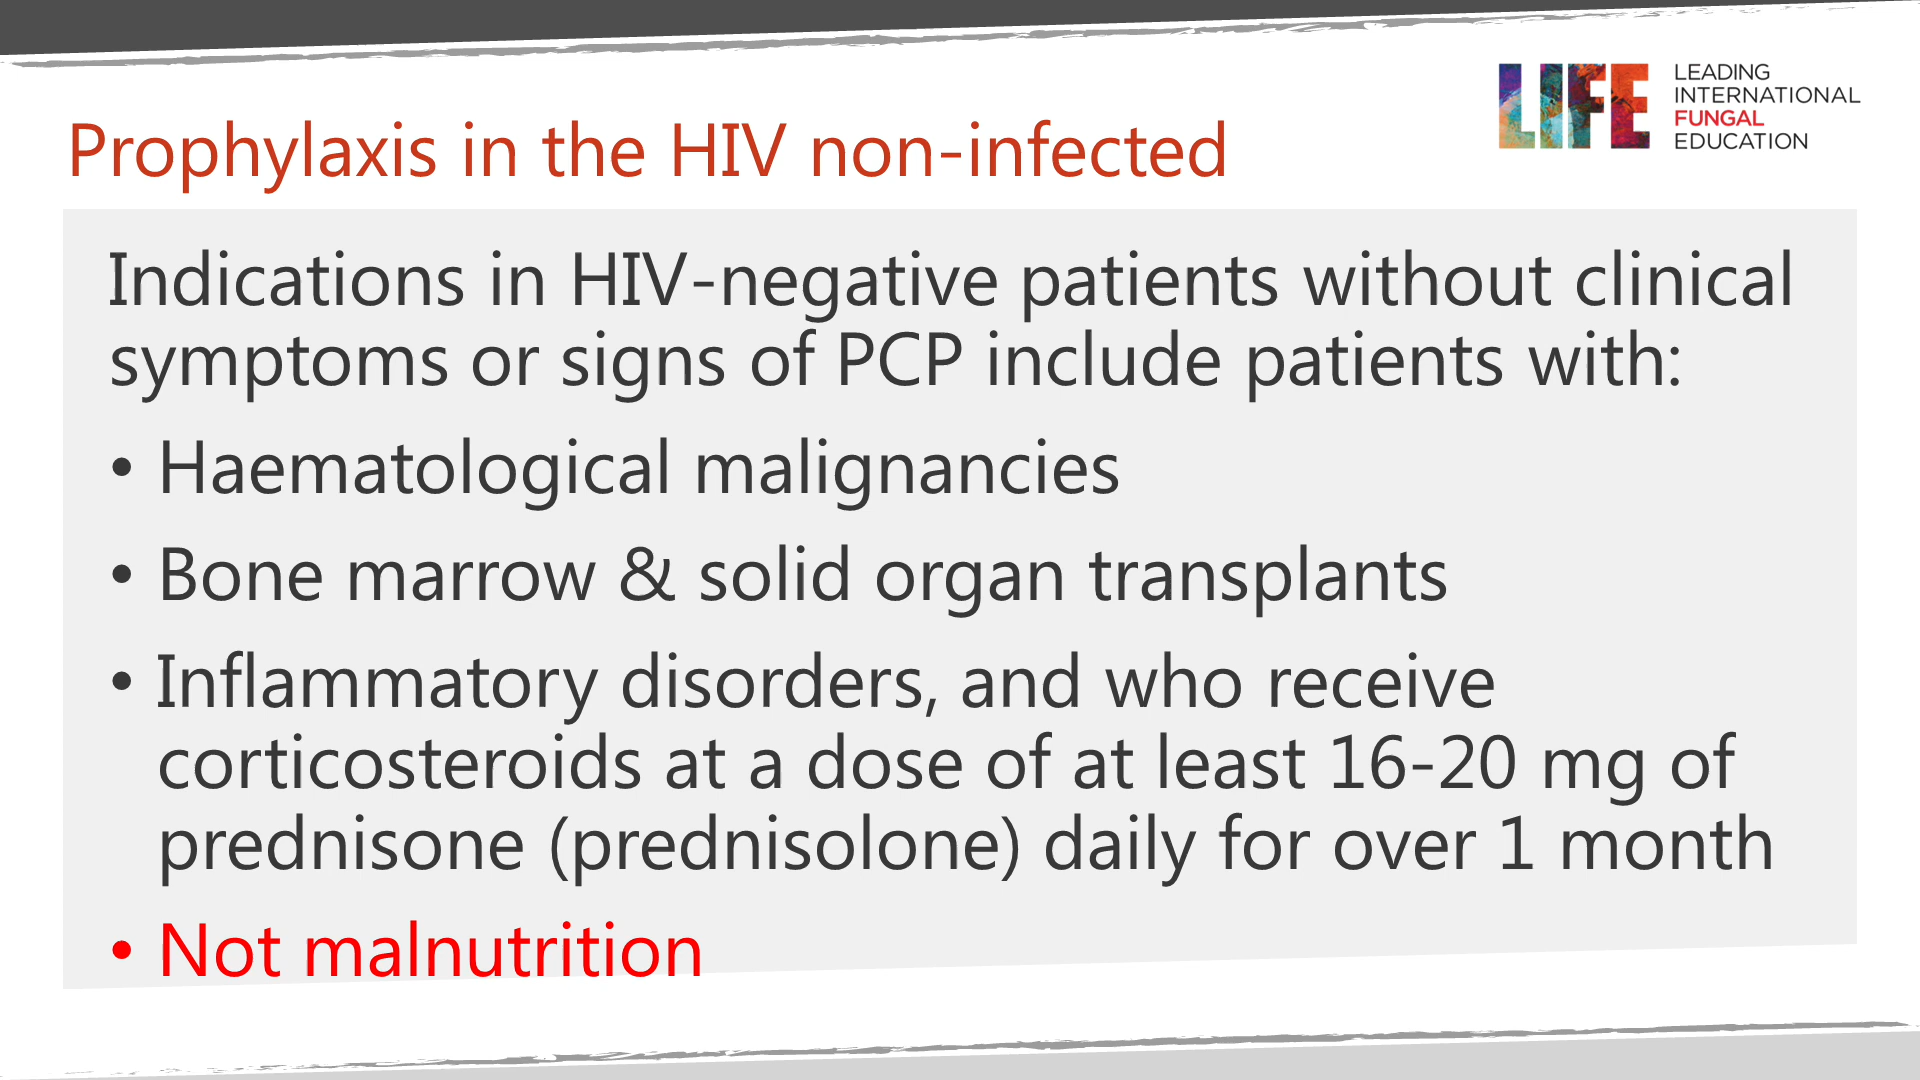 LIFE
LEADING
INTERNATIONAL
FUNGAL
EDUCATION
Prophylaxis in the HIV non-infected
Indications in HIV-negative patients without clinical
symptoms or signs of PCP include patients with:
• Haematological malignancies
• Bone marrow & solid organ transplants
• Inflammatory disorders, and who receive
corticosteroids at a dose of at least 16-20 mg of
prednisone (prednisolone) daily for over 1 month
• Not malnutrition